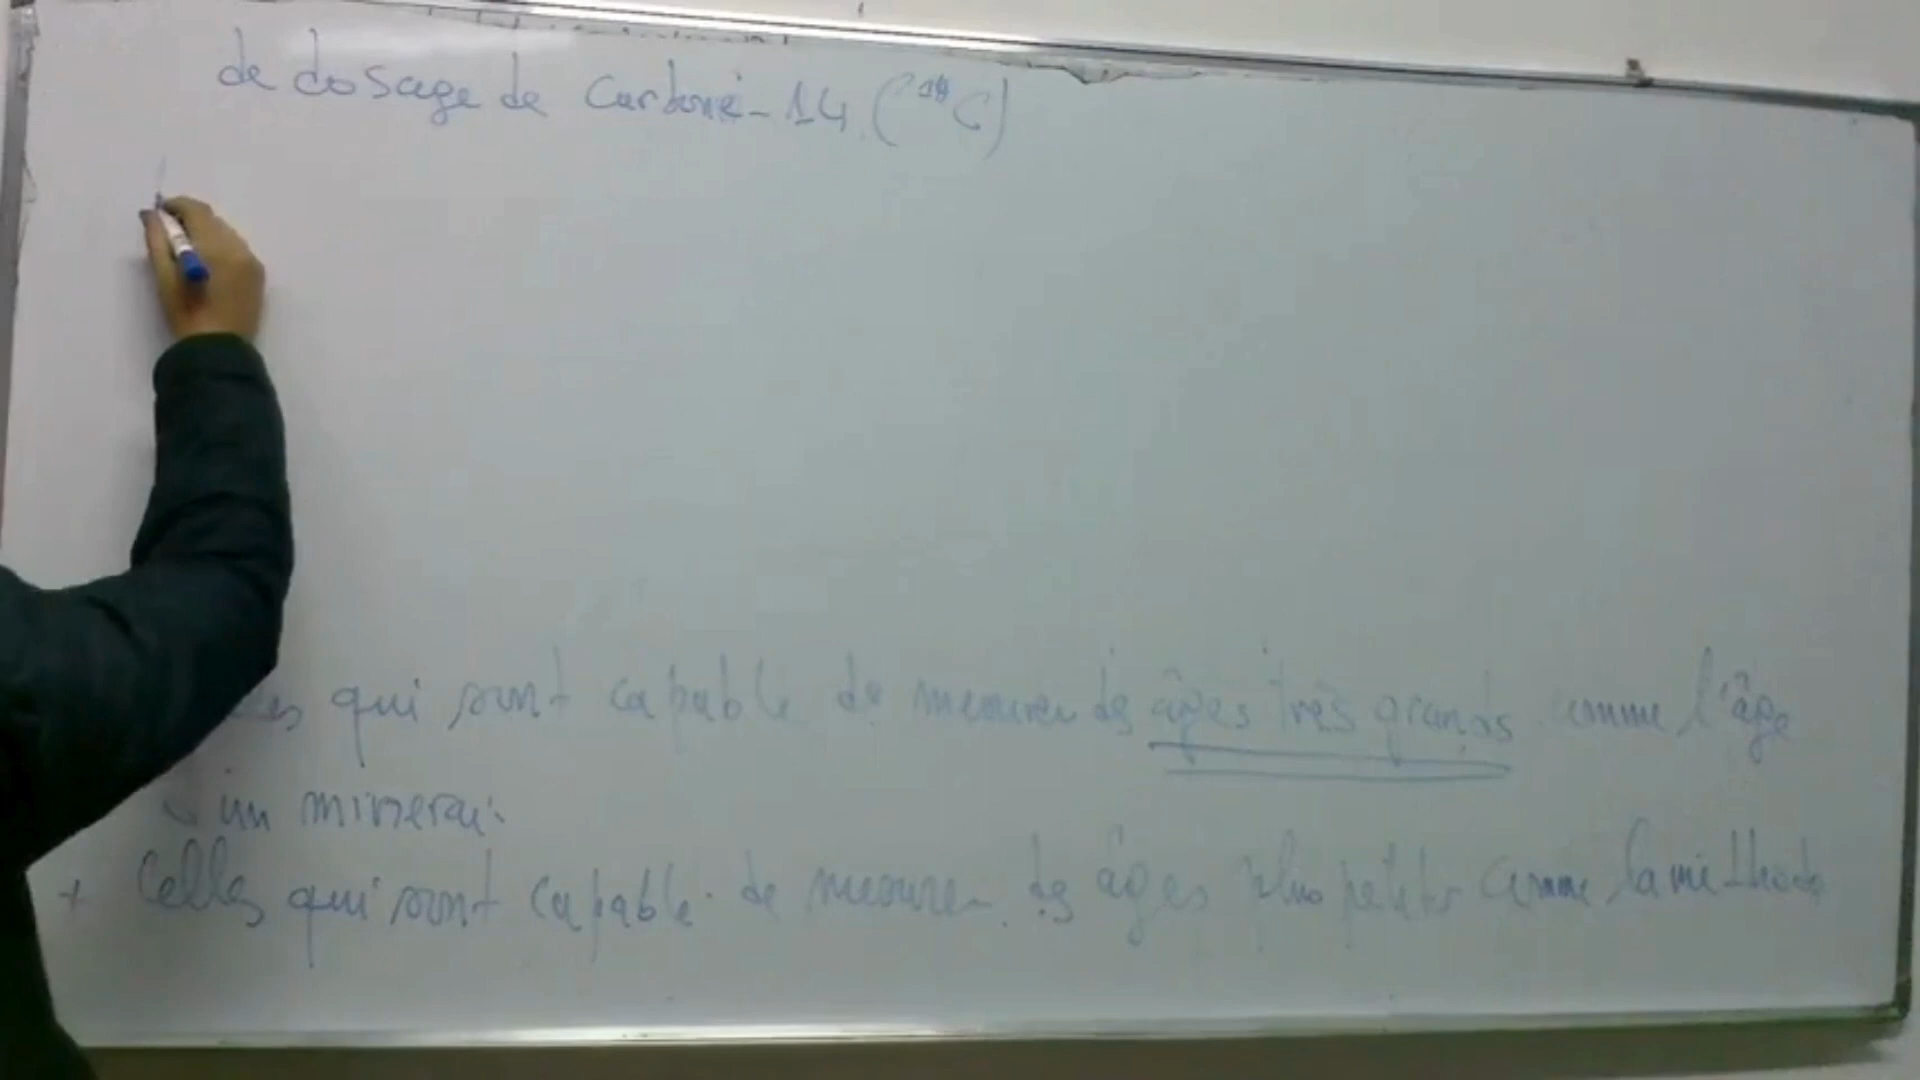 de dosage de Carbone-14 (¹⁴C)
qui sont capable de mesurer des âges très grands comme l'âge
un minerai.
+ Celles qui sont capable de mesurer des âges plus petites comme la méthode